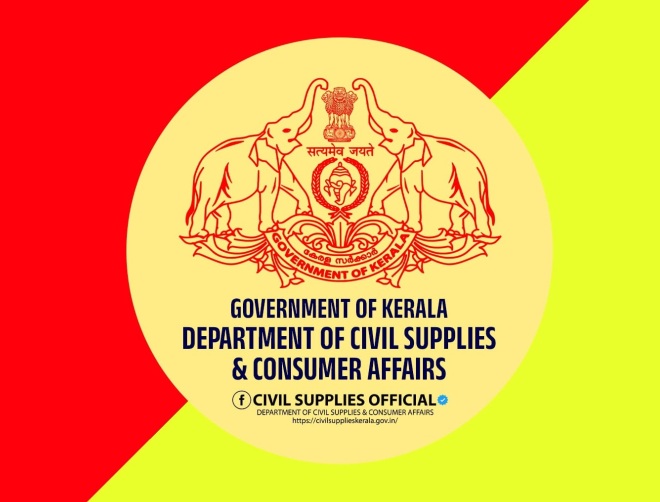 सत्यमेव जयते
കേരള സർക്കാർ
GOVERNMENT OF KERALA
GOVERNMENT OF KERALA
DEPARTMENT OF CIVIL SUPPLIES
& CONSUMER AFFAIRS
f CIVIL SUPPLIES OFFICIAL
DEPARTMENT OF CIVIL SUPPLIES & CONSUMER AFFAIRS
https://civilsupplieskerala.gov.in/